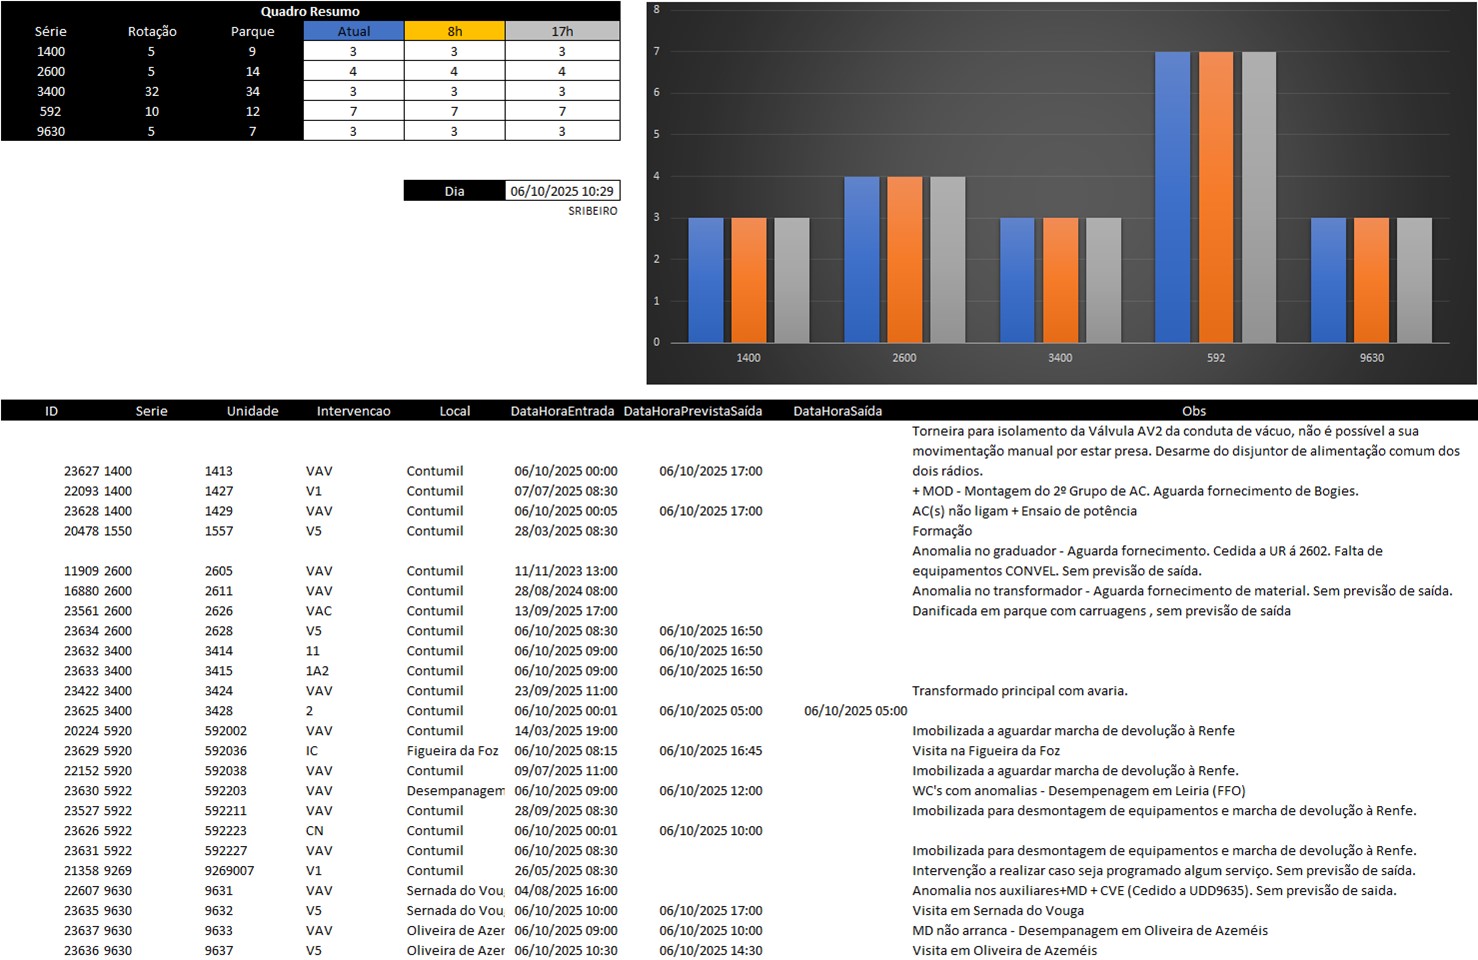 Quadro Resumo
Série Rotação Parque Atual 8h 17h
1400 5 9 3 3 3
2600 5 14 4 4 4
3400 32 34 3 3 3
592 10 12 7 7 7
9630 5 7 3 3 3
Dia 06/10/2025 10:29
SRIBEIRO
8
7
6
5
4
3
2
1
0
1400 2600 3400 592 9630
ID Serie Unidade Intervencao Local DataHoraEntrada DataHoraPrevistaSaída DataHoraSaída Obs
Torneira para isolamento da Válvula AV2 da conduta de vácuo, não é possível a sua
movimentação manual por estar presa. Desarme do disjuntor de alimentação comum dos
23627 1400 1413 VAV Contumil 06/10/2025 00:00 06/10/2025 17:00 dois rádios.
22093 1400 1427 V1 Contumil 07/07/2025 08:30 + MOD - Montagem do 2º Grupo de AC. Aguarda fornecimento de Bogies.
23628 1400 1429 VAV Contumil 06/10/2025 00:05 06/10/2025 17:00 AC(s) não ligam + Ensaio de potência
20478 1550 1557 V5 Contumil 28/03/2025 08:30 Formação
Anomalia no graduador - Aguarda fornecimento. Cedida a UR á 2602. Falta de
11909 2600 2605 VAV Contumil 11/11/2023 13:00 equipamentos CONVEL. Sem previsão de saída.
16880 2600 2611 VAV Contumil 28/08/2024 08:00 Anomalia no transformador - Aguarda fornecimento de material. Sem previsão de saída.
23561 2600 2626 VAC Contumil 13/09/2025 17:00 Danificada em parque com carruagens , sem previsão de saída
23634 2600 2628 V5 Contumil 06/10/2025 08:30 06/10/2025 16:50
23632 3400 3414 11 Contumil 06/10/2025 09:00 06/10/2025 16:50
23633 3400 3415 1A2 Contumil 06/10/2025 09:00 06/10/2025 16:50
23422 3400 3424 VAV Contumil 23/09/2025 11:00 Transformado principal com avaria.
23625 3400 3428 2 Contumil 06/10/2025 00:01 06/10/2025 05:00 06/10/2025 05:00
20224 5920 592002 VAV Contumil 14/03/2025 19:00 Imobilizada a aguardar marcha de devolução à Renfe
23629 5920 592036 IC Figueira da Foz 06/10/2025 08:15 06/10/2025 16:45 Visita na Figueira da Foz
22152 5920 592038 VAV Contumil 09/07/2025 11:00 Imobilizada a aguardar marcha de devolução à Renfe.
23630 5922 592203 VAV Desempanagem 06/10/2025 09:00 06/10/2025 12:00 WC's com anomalias - Desempenagem em Leiria (FFO)
23527 5922 592211 VAV Contumil 28/09/2025 08:30 Imobilizada para desmontagem de equipamentos e marcha de devolução à Renfe.
23626 5922 592223 CN Contumil 06/10/2025 00:01 06/10/2025 10:00
23631 5922 592227 VAV Contumil 06/10/2025 08:30 Imobilizada para desmontagem de equipamentos e marcha de devolução à Renfe.
21358 9269 9269007 V1 Contumil 26/05/2025 08:30 Intervenção a realizar caso seja programado algum serviço. Sem previsão de saída.
22607 9630 9631 VAV Sernada do Vou 04/08/2025 16:00 Anomalia nos auxiliares+MD + CVE (Cedido a UDD9635). Sem previsão de saida.
23635 9630 9632 V5 Sernada do Vou 06/10/2025 10:00 06/10/2025 17:00 Visita em Sernada do Vouga
23637 9630 9633 VAV Oliveira de Azer 06/10/2025 09:00 06/10/2025 10:00 MD não arranca - Desempanagem em Oliveira de Azeméis
23636 9630 9637 V5 Oliveira de Azer 06/10/2025 10:30 06/10/2025 14:30 Visita em Oliveira de Azeméis